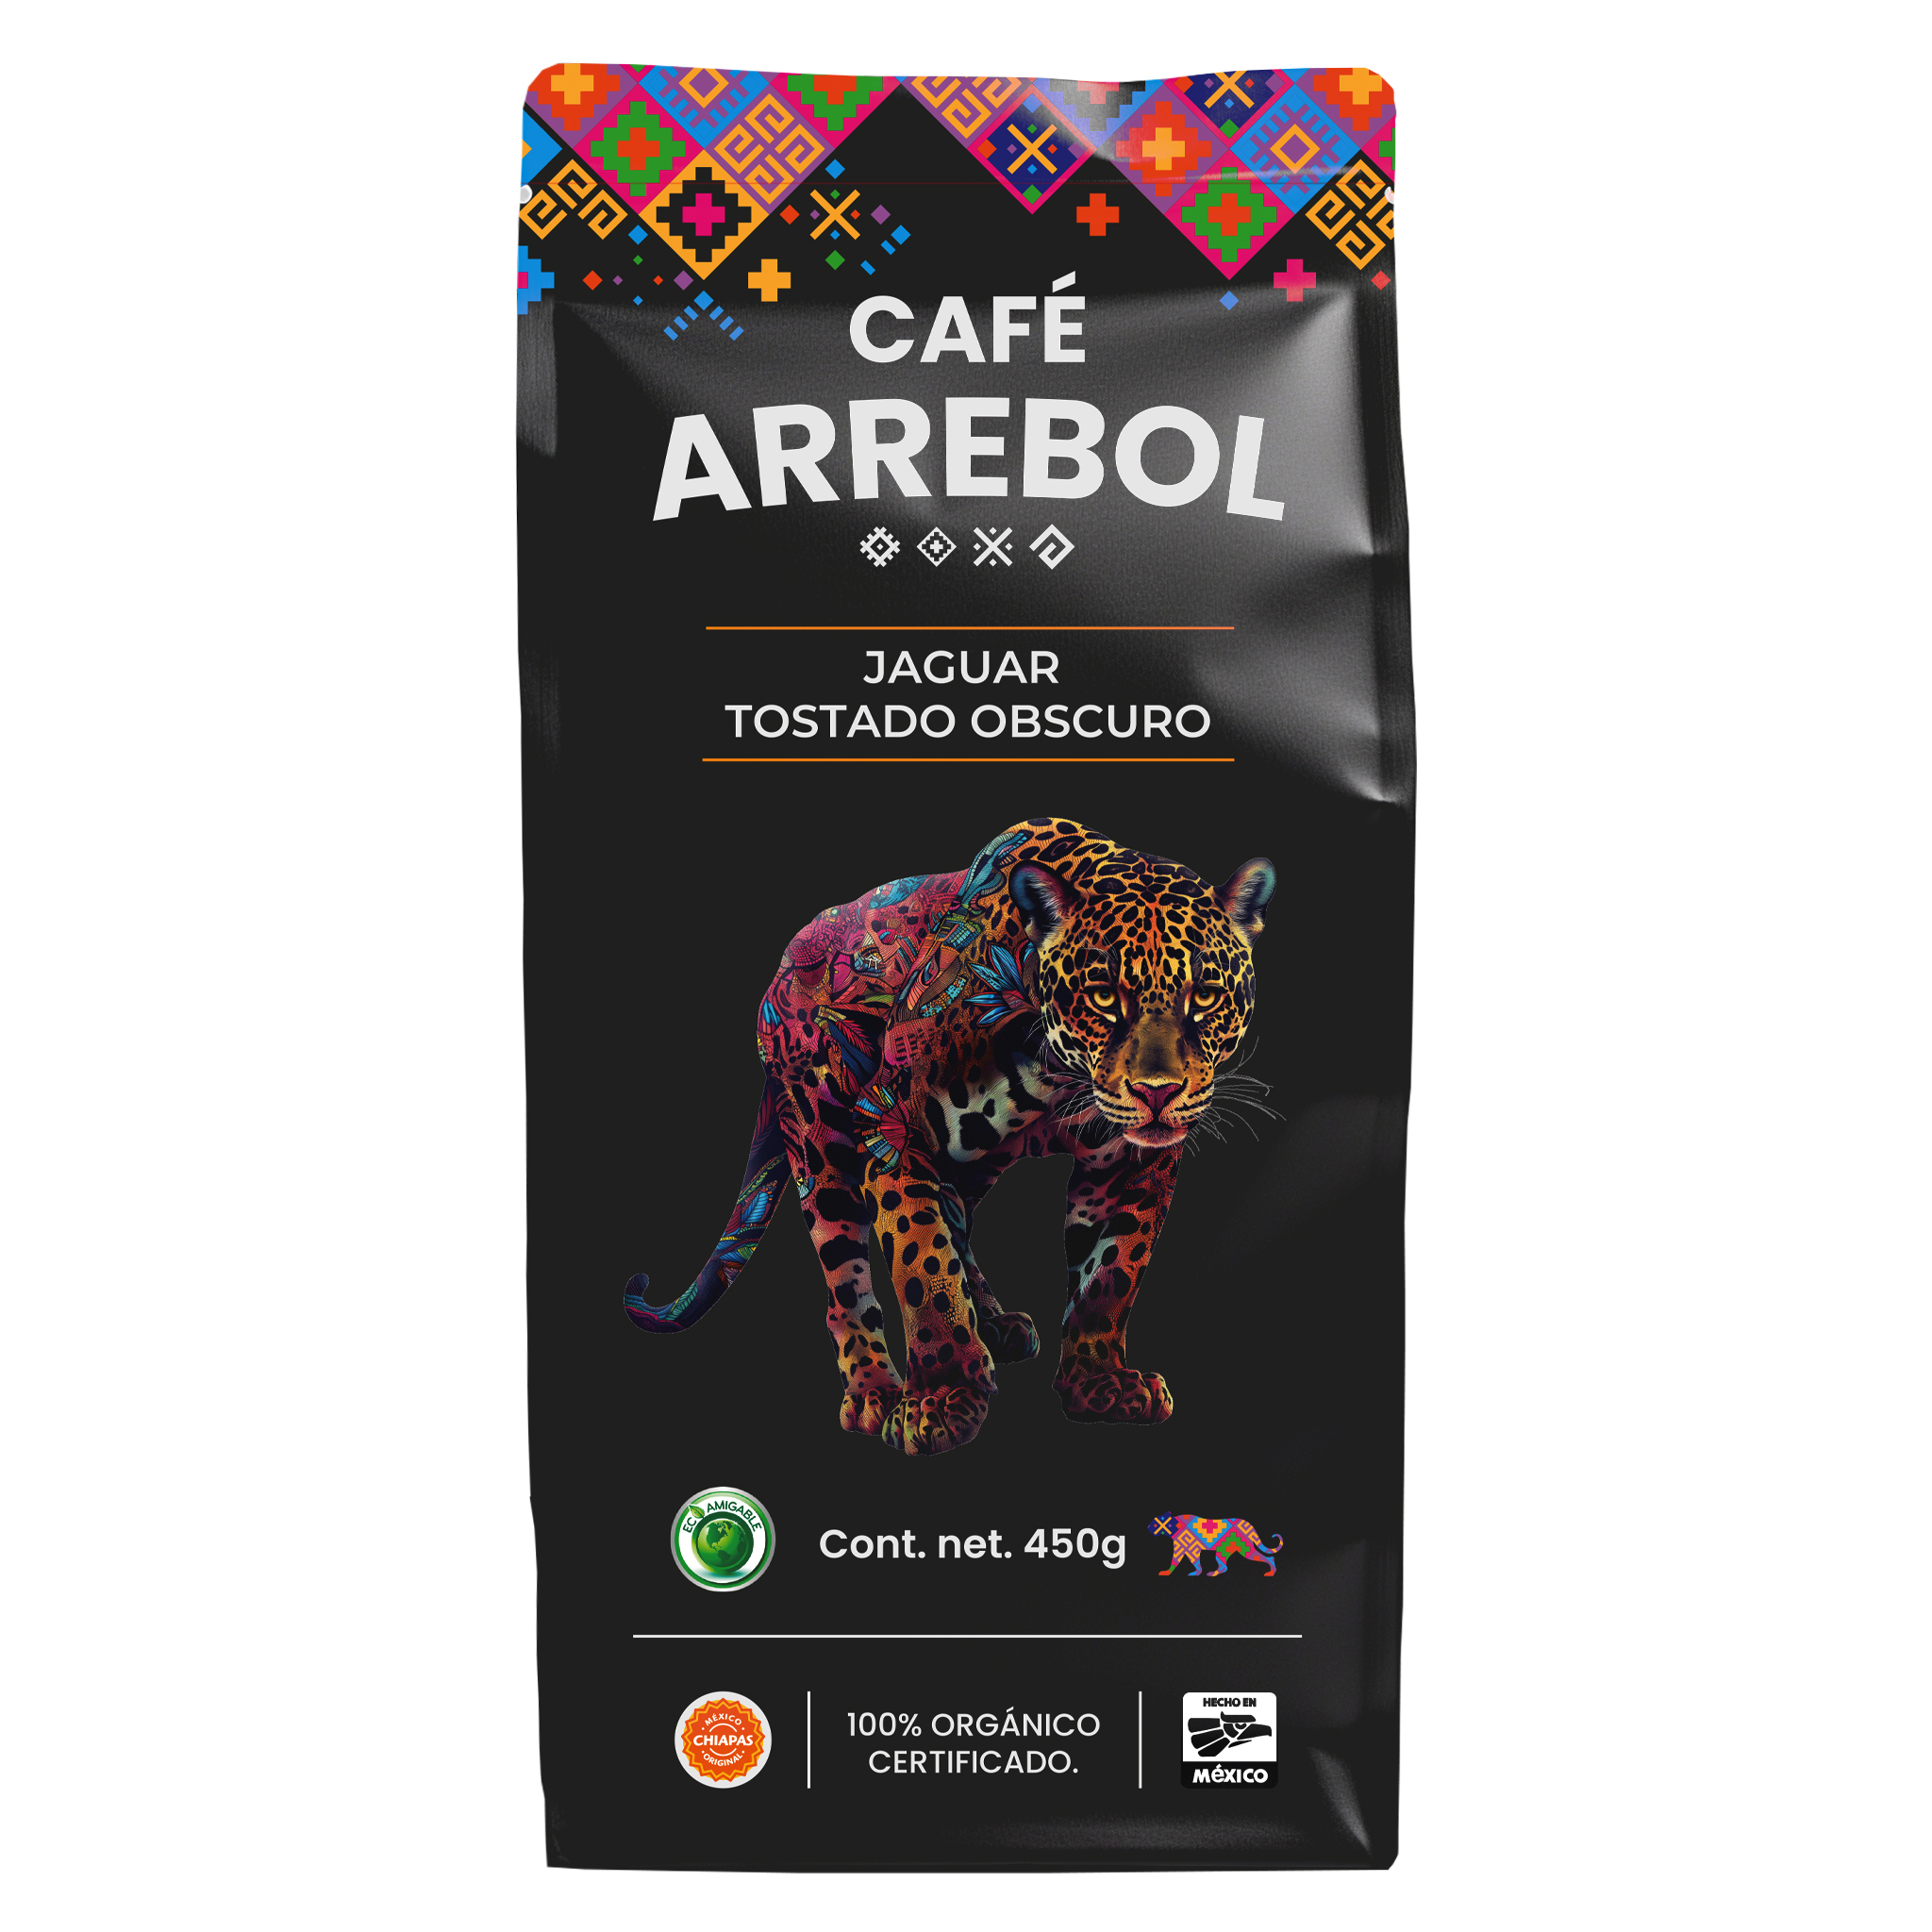 CAFÉ
ARREBOL
JAGUAR
TOSTADO OBSCURO
ECO AMIGABLE
Cont. net. 450g
MÉXICO
CHIAPAS
ORIGINAL
100% ORGÁNICO
CERTIFICADO.
HECHO EN
MéXICO